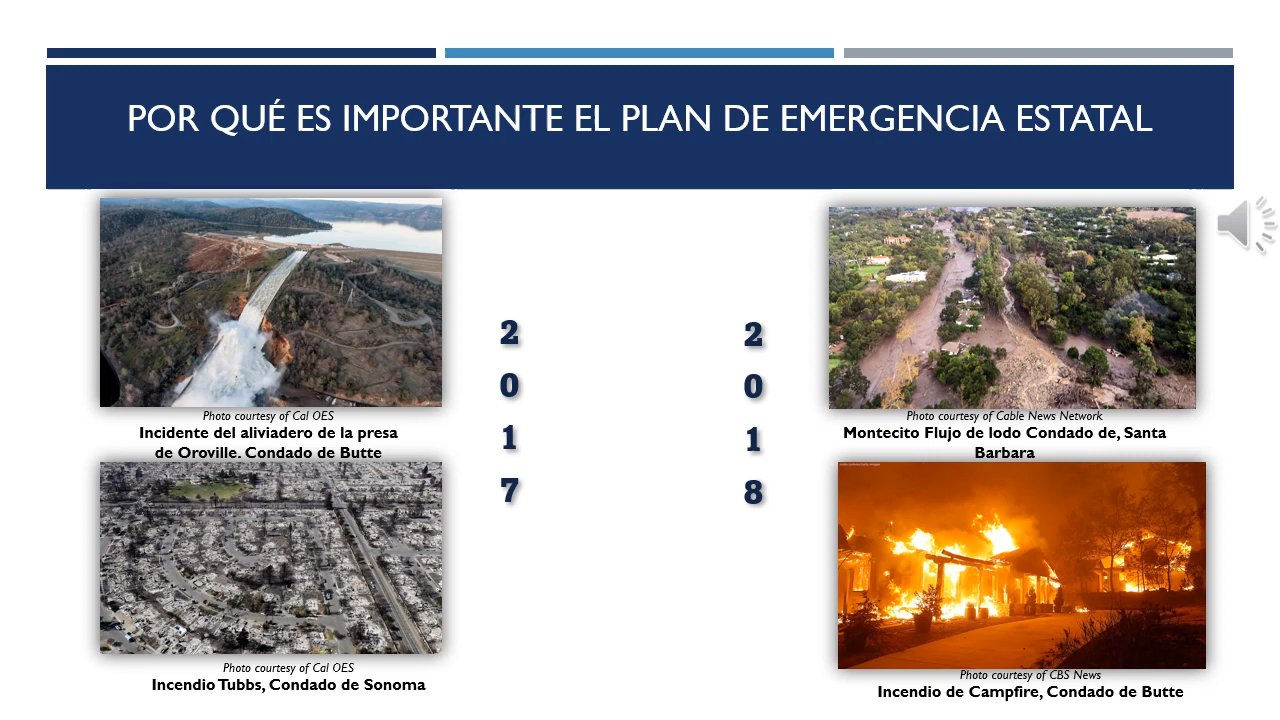 POR QUÉ ES IMPORTANTE EL PLAN DE EMERGENCIA ESTATAL
Photo courtesy of Cal OES
Incidente del aliviadero de la presa
de Oroville. Condado de Butte
Photo courtesy of Cal OES
Incendio Tubbs, Condado de Sonoma
2
0
1
7
2
0
1
8
Photo courtesy of Cable News Network
Montecito Flujo de lodo Condado de, Santa
Barbara
Photo courtesy of CBS News
Incendio de Campfire, Condado de Butte